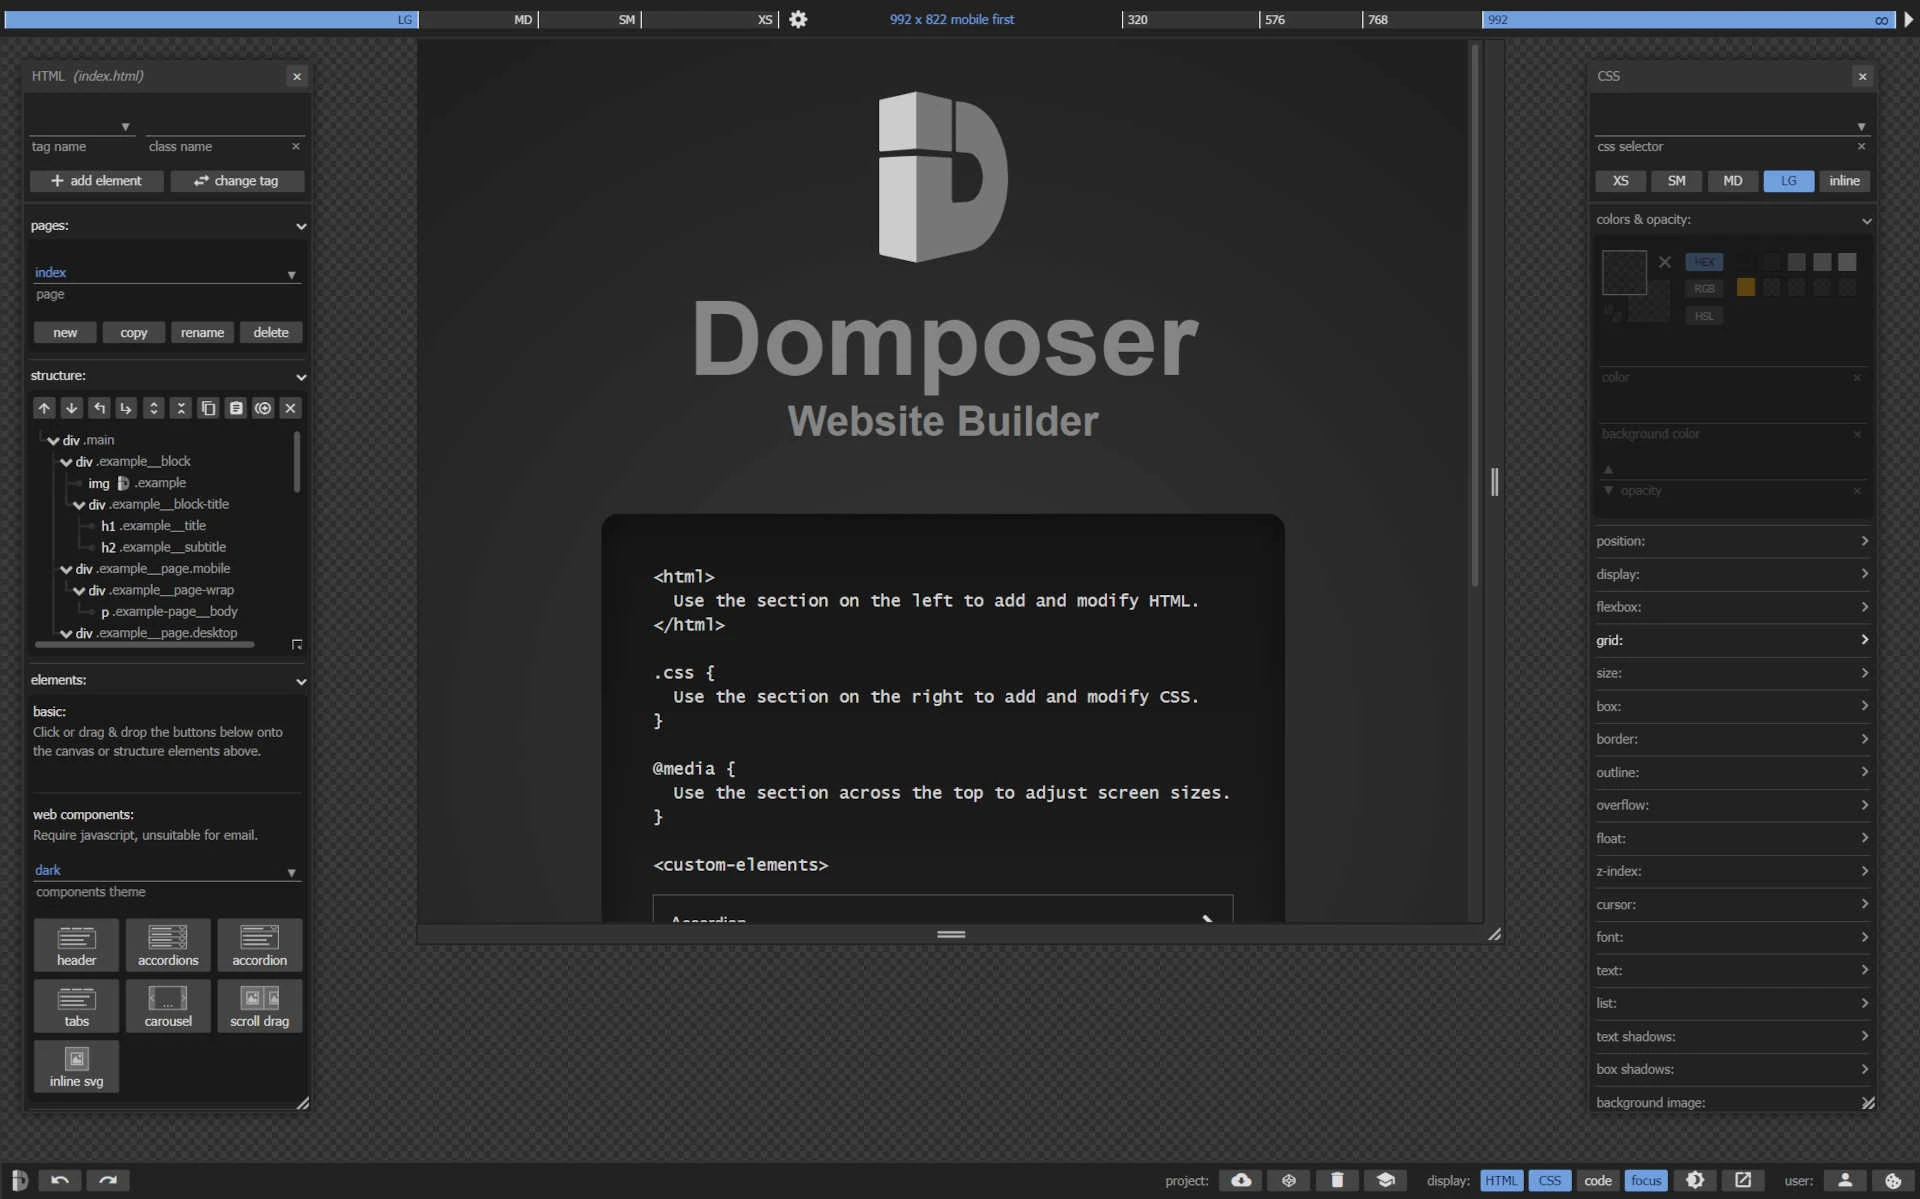 LG MD SM XS 992 x 822 mobile first 320 576 768 992 ∞
HTML (index.html)
tag name class name
add element change tag
pages:
index
page
new copy rename delete
structure:
div .main
div .example__block
img .example
div .example__block-title
h1 .example__title
h2 .example__subtitle
div .example__page.mobile
div .example__page-wrap
p .example-page__body
div .example__page.desktop
elements:
basic:
Click or drag & drop the buttons below onto
the canvas or structure elements above.
web components:
Require javascript, unsuitable for email.
dark
components theme
header accordions accordion
tabs carousel scroll drag
inline svg
Domposer
Website Builder
<html>
Use the section on the left to add and modify HTML.
</html>
.css {
Use the section on the right to add and modify CSS.
}
@media {
Use the section across the top to adjust screen sizes.
}
<custom-elements>
Accordion
CSS
css selector
XS SM MD LG inline
colors & opacity:
HEX
RGB
HSL
color
background color
opacity
position:
display:
flexbox:
grid:
size:
box:
border:
outline:
overflow:
float:
z-index:
cursor:
font:
text:
list:
text shadows:
box shadows:
background image:
project: display: HTML CSS code focus user: